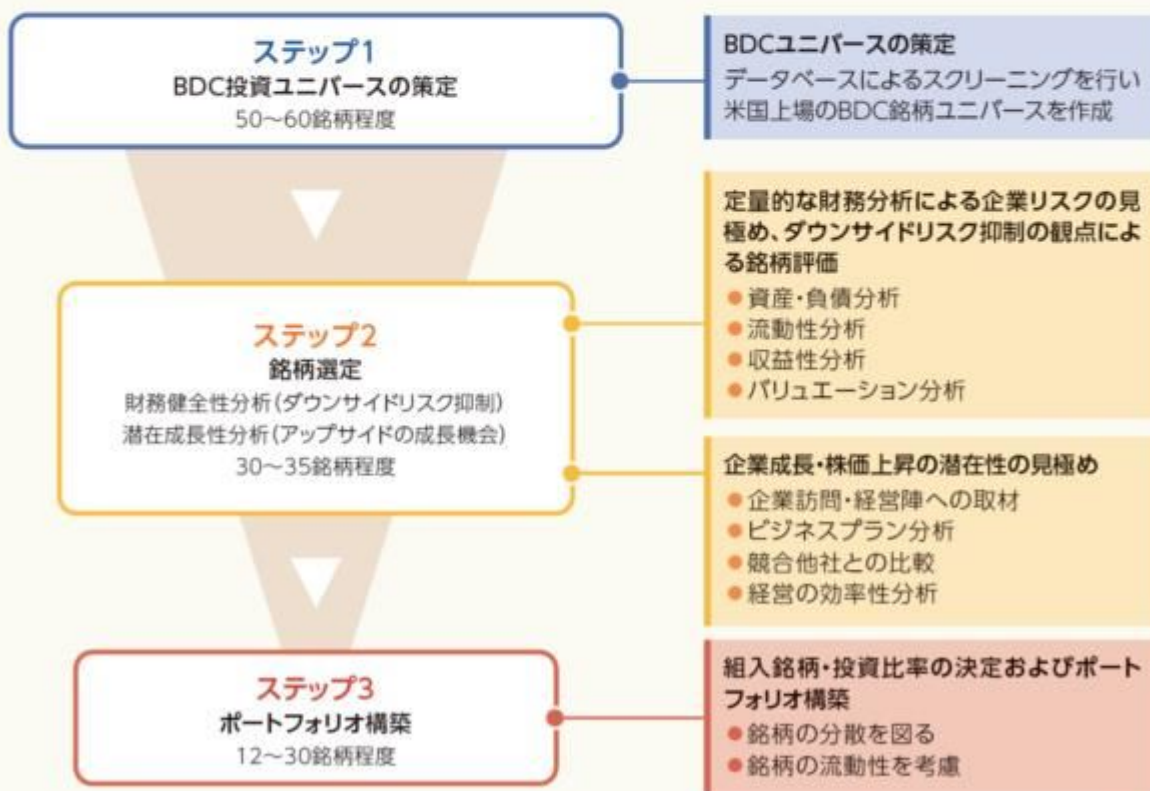 ステップ1
BDC投資ユニバースの策定
50〜60銘柄程度
BDCユニバースの策定
データベースによるスクリーニングを行い
米国上場のBDC銘柄ユニバースを作成
ステップ2
銘柄選定
財務健全性分析(ダウンサイドリスク抑制)
潜在成長性分析(アップサイドの成長機会)
30〜35銘柄程度
定量的な財務分析による企業リスクの見
極め、ダウンサイドリスク抑制の観点によ
る銘柄評価
●資産・負債分析
●流動性分析
●収益性分析
●バリュエーション分析
企業成長・株価上昇の潜在性の見極め
●企業訪問・経営陣への取材
●ビジネスプラン分析
●競合他社との比較
●経営の効率性分析
ステップ3
ポートフォリオ構築
12〜30銘柄程度
組入銘柄・投資比率の決定およびポート
フォリオ構築
●銘柄の分散を図る
●銘柄の流動性を考慮